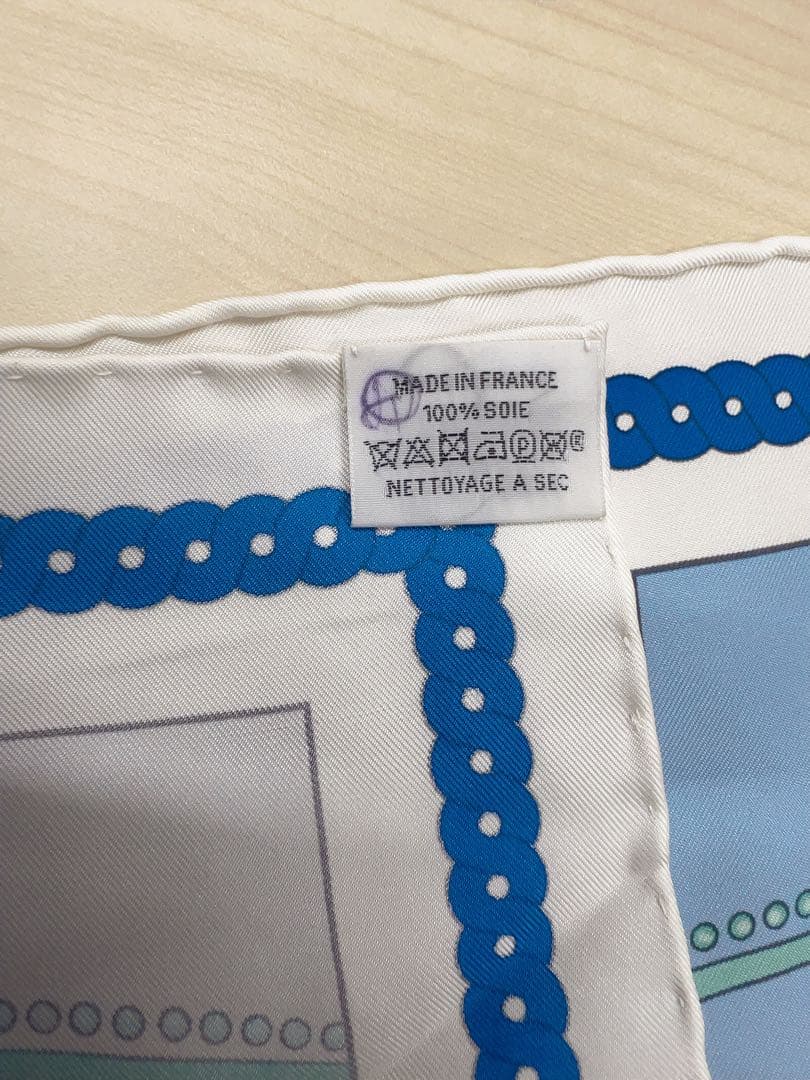 MADE IN FRANCE
100% SOIE
P ®
NETTOYAGE A SEC